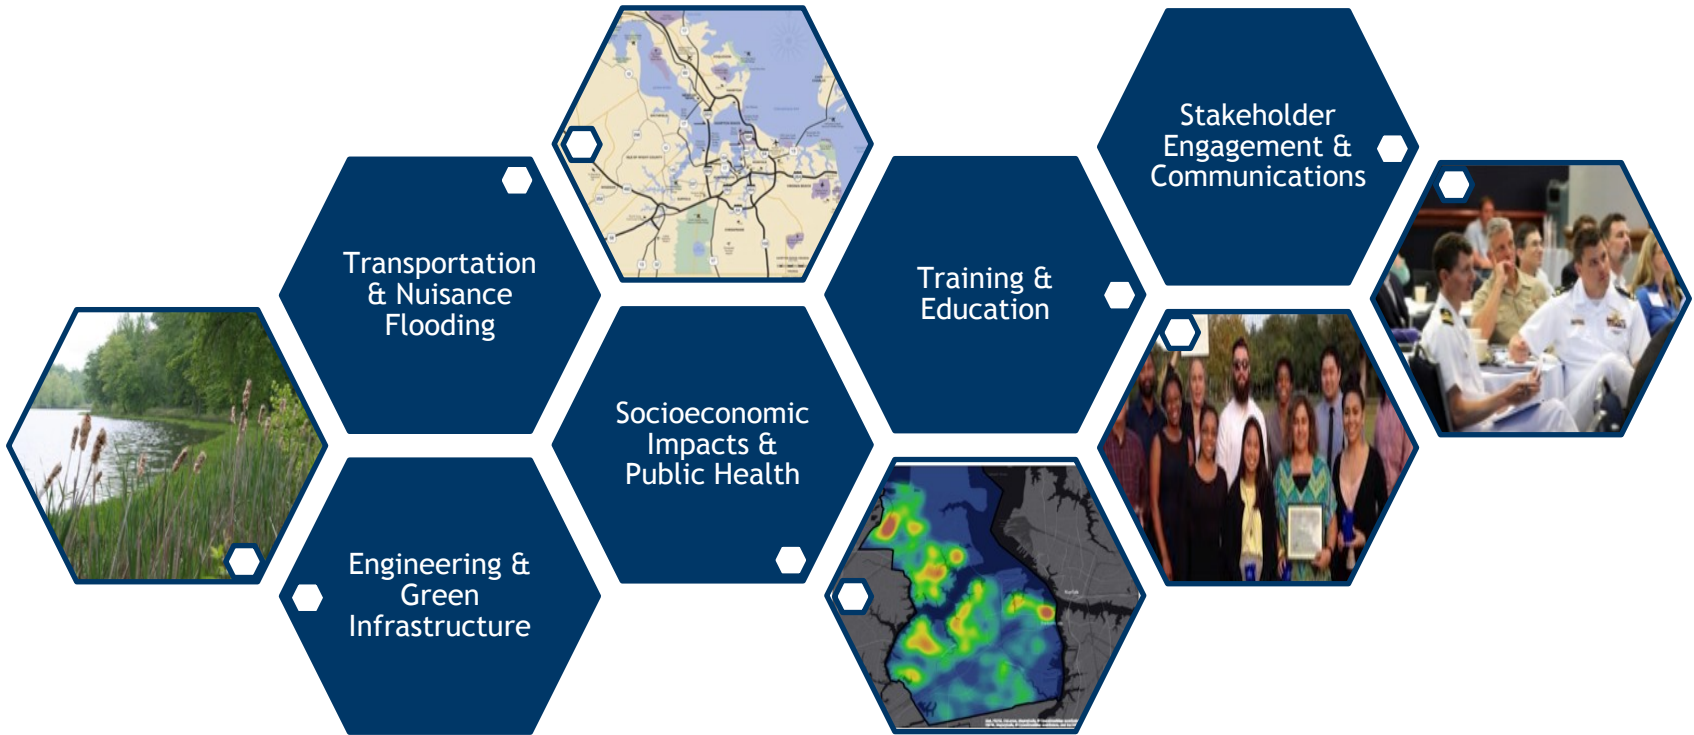 Stakeholder
Engagement &
Communications
Transportation
& Nuisance
Flooding
Training &
Education
Socioeconomic
Impacts &
Public Health
Engineering &
Green
Infrastructure